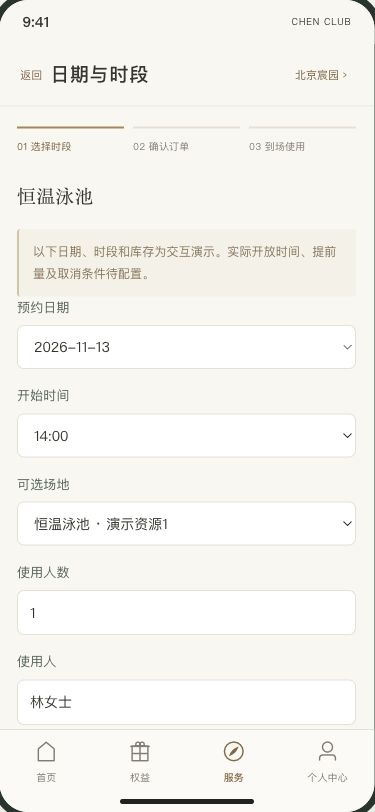 9:41 CHEN CLUB
返回 日期与时段 北京宸园 ›
01 选择时段 02 确认订单 03 到场使用
恒温泳池
以下日期、时段和库存为交互演示。实际开放时间、提前
量及取消条件待配置。
预约日期
2026-11-13
开始时间
14:00
可选场地
恒温泳池 · 演示资源1
使用人数
1
使用人
林女士
首页 权益 服务 个人中心